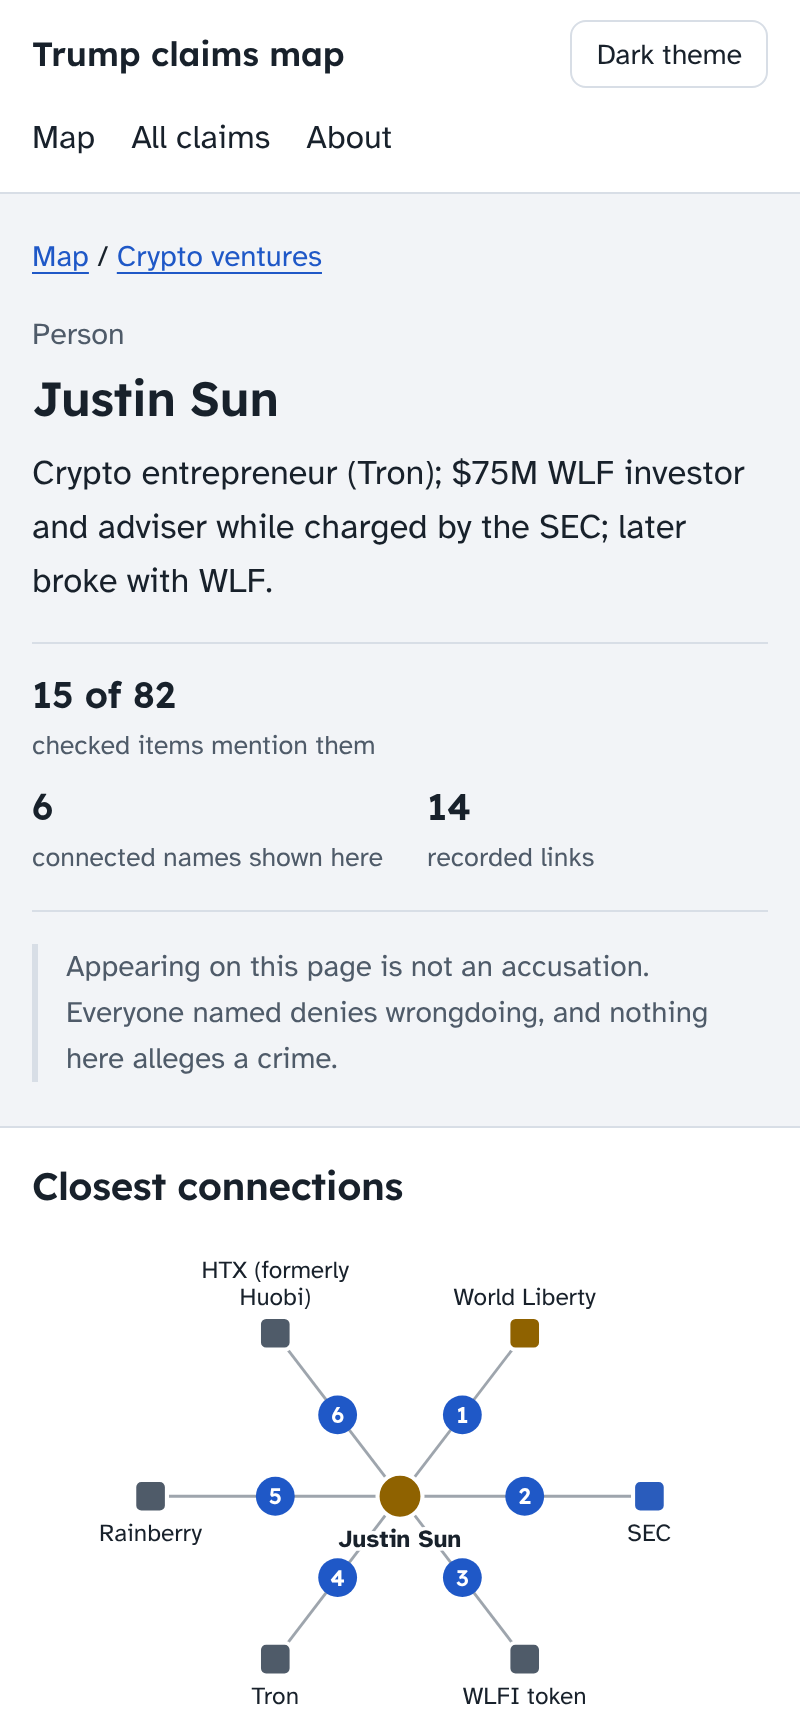 Trump claims map
Dark theme
Map
All claims
About
Map / Crypto ventures
Person
Justin Sun
Crypto entrepreneur (Tron); $75M WLF investor
and adviser while charged by the SEC; later
broke with WLF.
15 of 82
checked items mention them
6
connected names shown here
14
recorded links
Appearing on this page is not an accusation.
Everyone named denies wrongdoing, and nothing
here alleges a crime.
Closest connections
HTX (formerly
Huobi)
World Liberty
6
1
5
2
Rainberry
Justin Sun
SEC
4
3
Tron
WLFI token